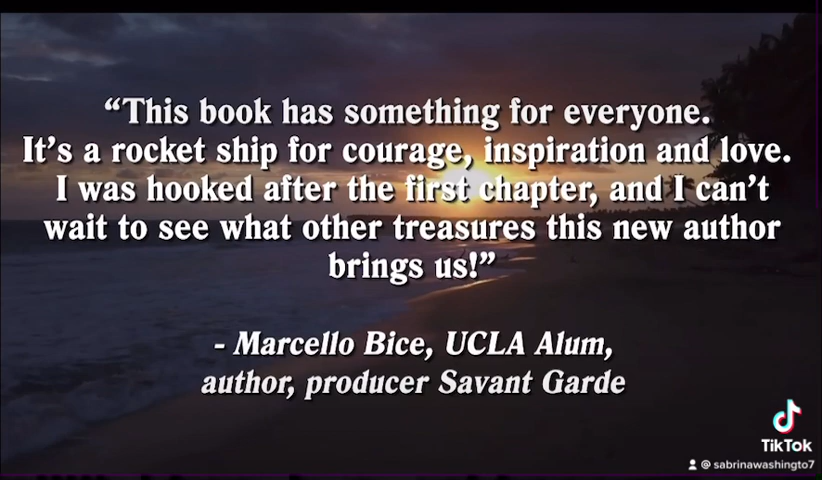 “This book has something for everyone.
It’s a rocket ship for courage, inspiration and love.
I was hooked after the first chapter, and I can’t
wait to see what other treasures this new author
brings us!”
- Marcello Bice, UCLA Alum,
author, producer Savant Garde
TikTok
@ sabrinawashingto7